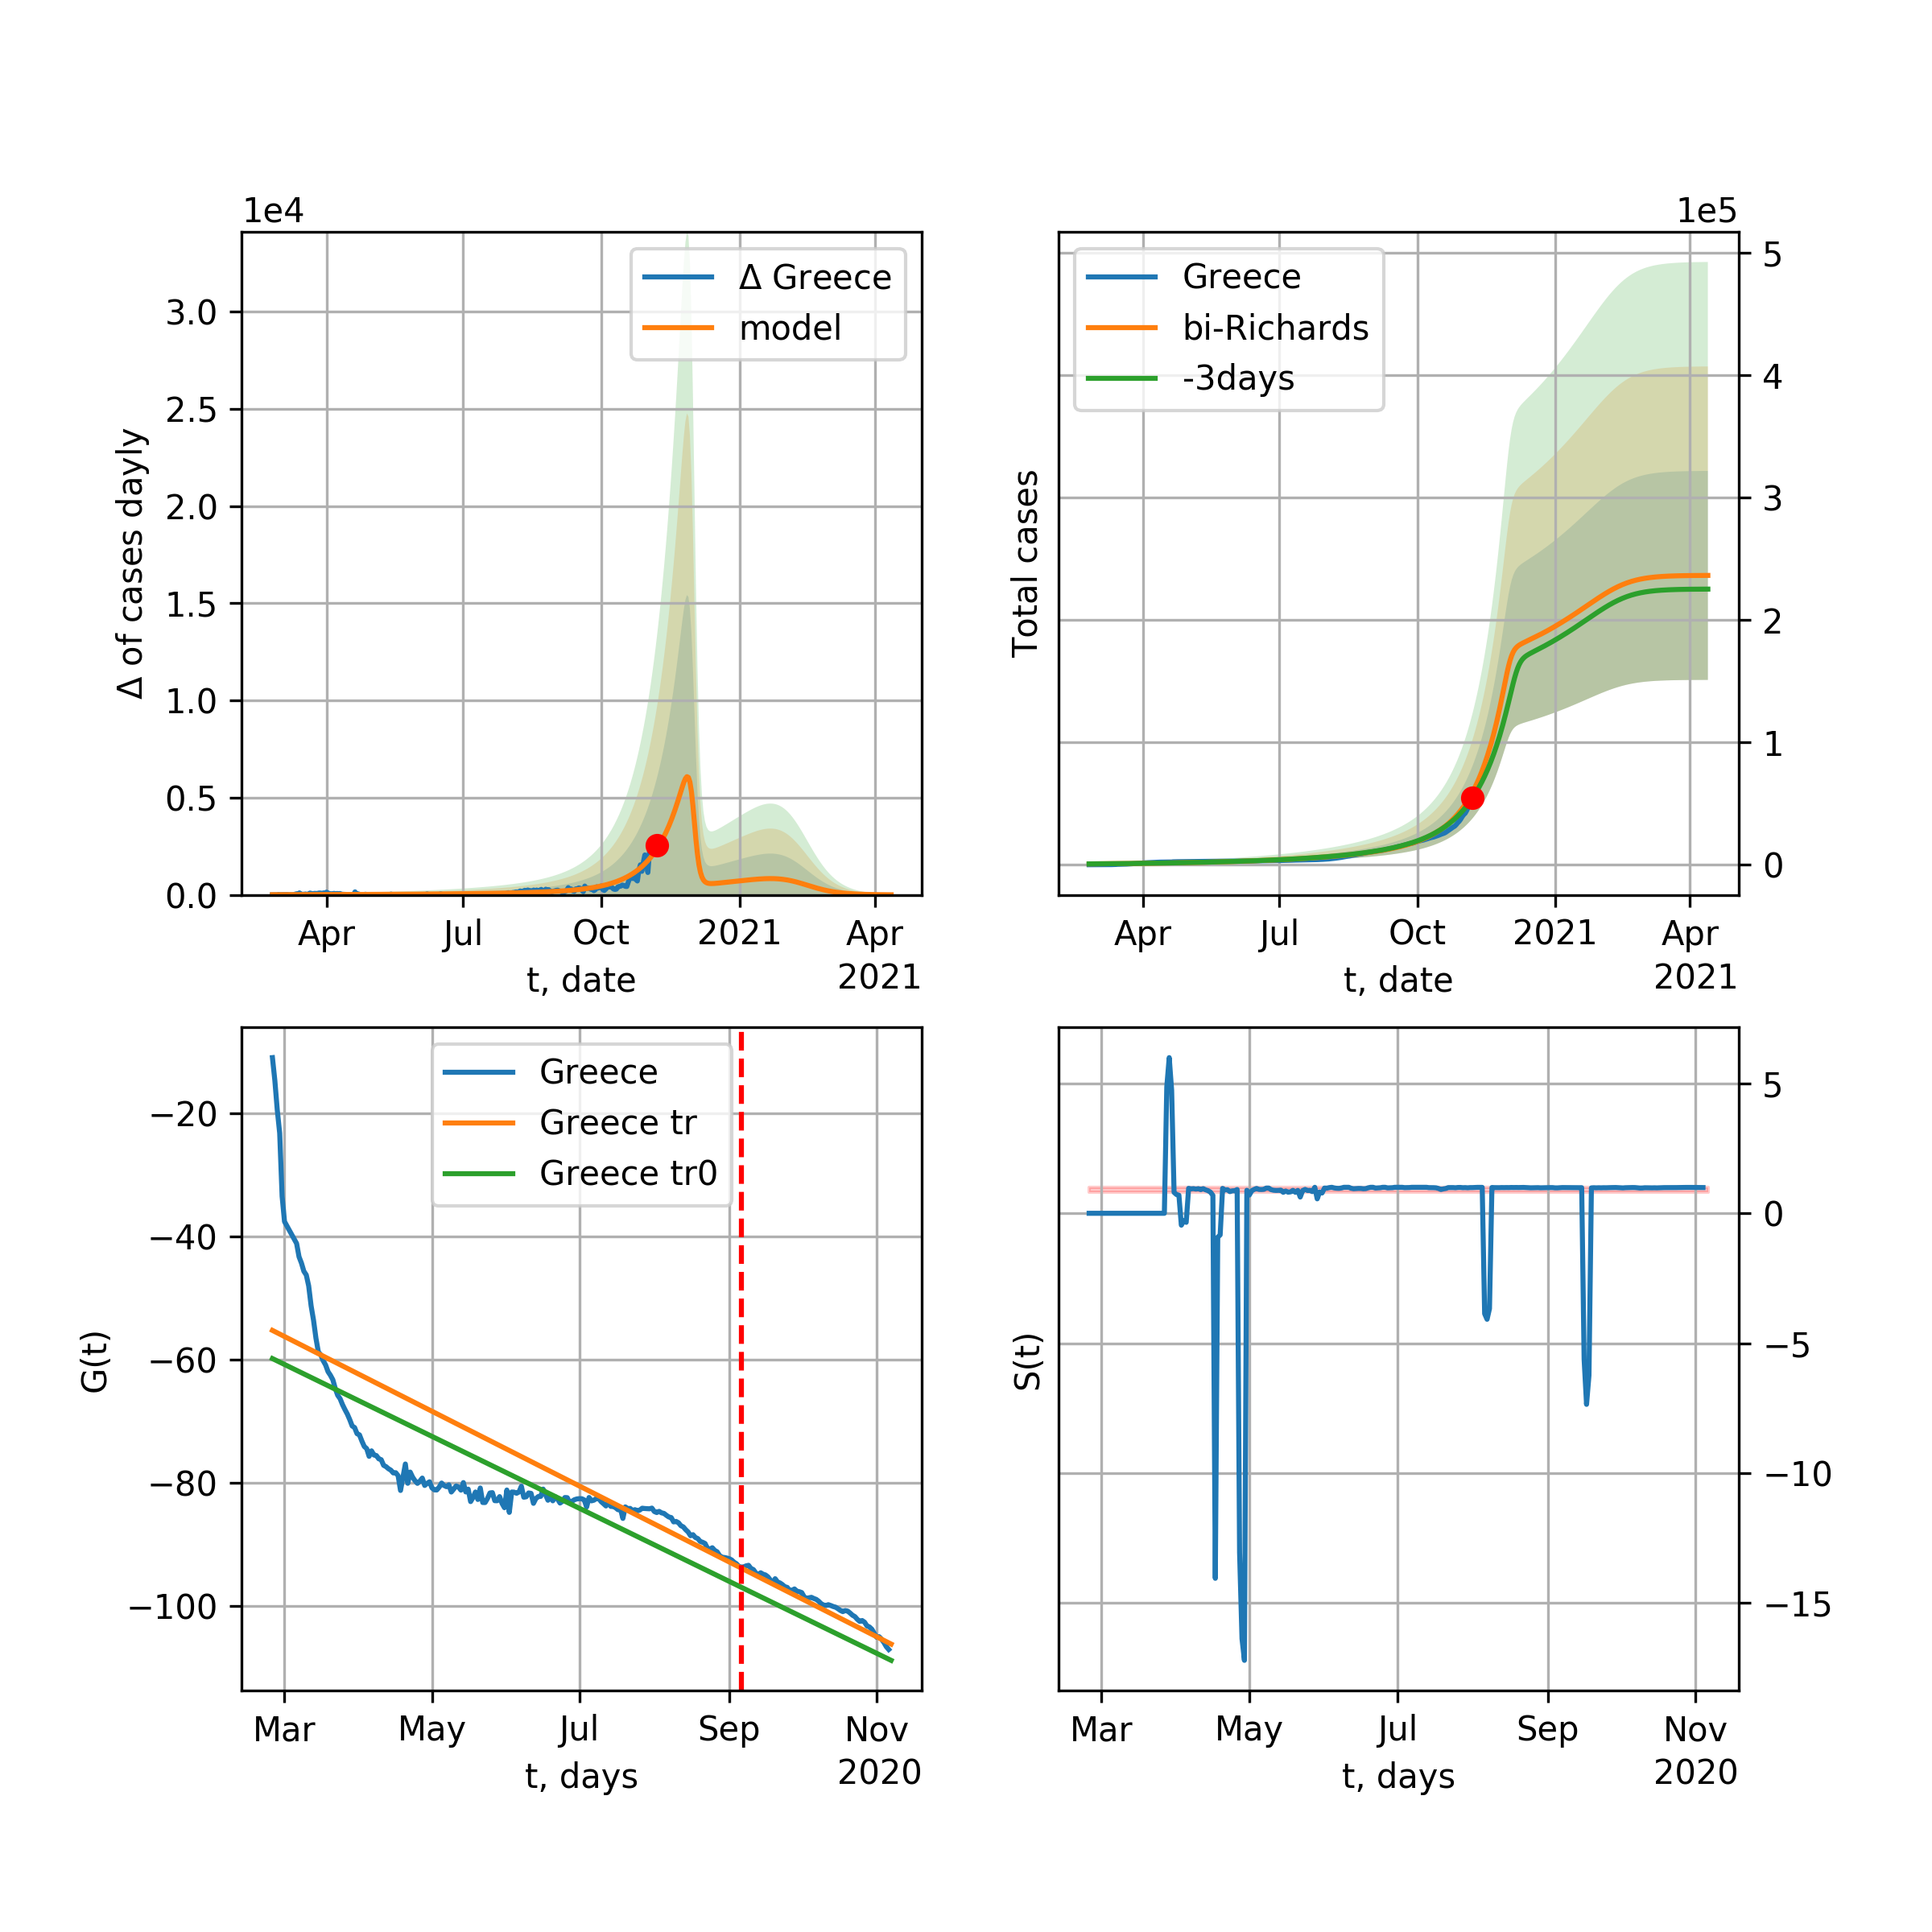 1e4
Δ Greece
model
3.0
2.5
2.0
1.5
1.0
0.5
0.0
Δ of cases dayly
Apr
Jul
Oct
2021
Apr
2021
t, date
1e5
Greece
bi-Richards
-3days
5
4
3
2
1
0
Total cases
Apr
Jul
Oct
2021
Apr
2021
t, date
Greece
Greece tr
Greece tr0
−20
−40
−60
−80
−100
G(t)
Mar
May
Jul
Sep
Nov
2020
t, days
5
0
−5
−10
−15
S(t)
Mar
May
Jul
Sep
Nov
2020
t, days